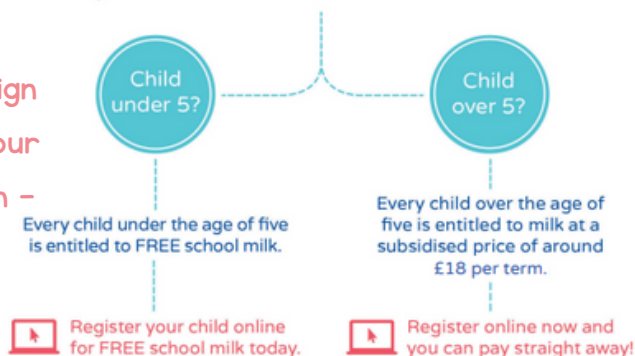 ign
our
n –
Child
under 5?
Every child under the age of five
is entitled to FREE school milk.
Register your child online
for FREE school milk today.
Child
over 5?
Every child over the age of
five is entitled to milk at a
subsidised price of around
£18 per term.
Register online now and
you can pay straight away!